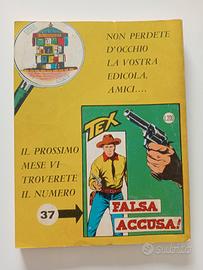 NON PERDETE
D'OCCHIO
LA VOSTRA
EDICOLA,
AMICI....
IL PROSSIMO
MESE VI
TROVERETE
IL NUMERO
37
TEX
FALSA
ACCUSA!
Subito.it